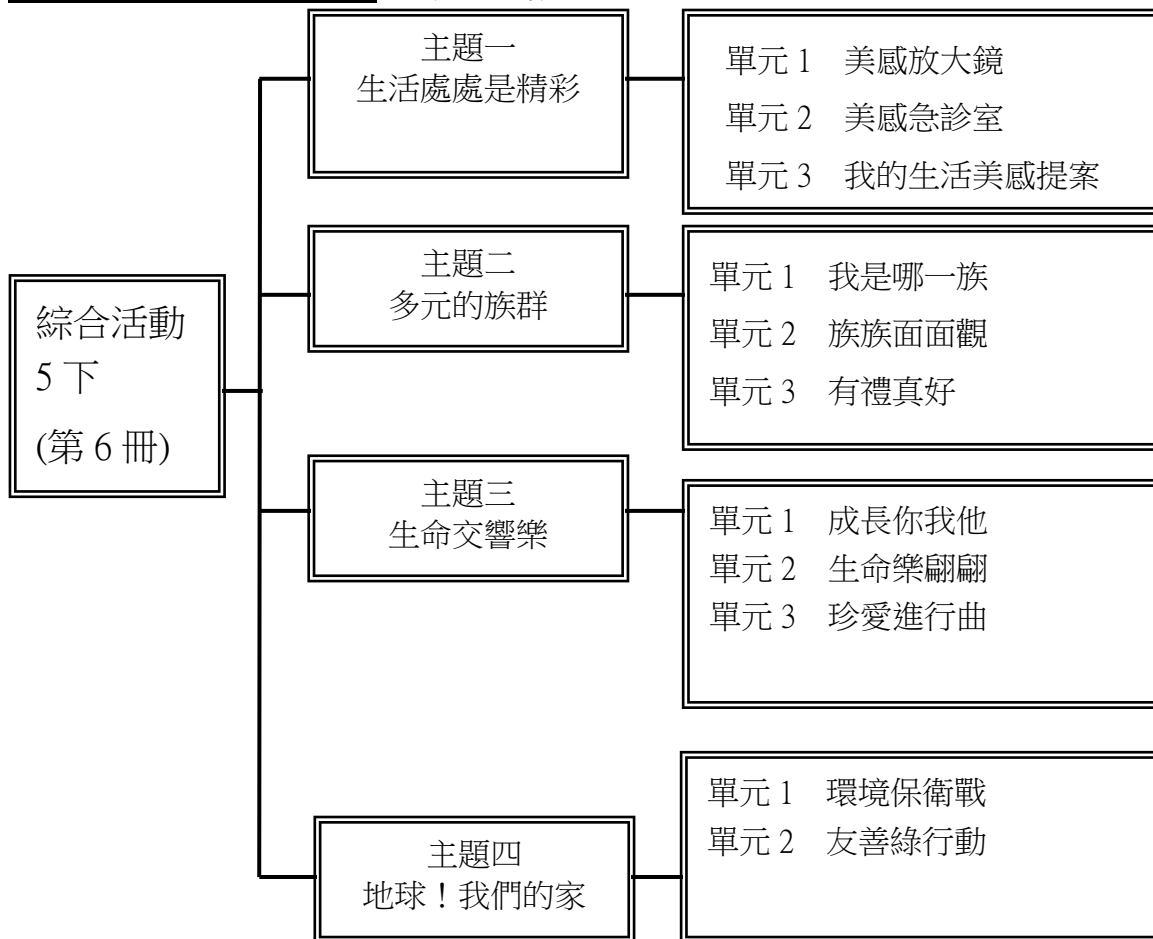 綜合活動
5 下
(第 6 冊)
主題一
生活處處是精彩
單元 1　美感放大鏡
單元 2　美感急診室
單元 3　我的生活美感提案
主題二
多元的族群
單元 1　我是哪一族
單元 2　族族面面觀
單元 3　有禮真好
主題三
生命交響樂
單元 1　成長你我他
單元 2　生命樂翩翩
單元 3　珍愛進行曲
主題四
地球！我們的家
單元 1　環境保衛戰
單元 2　友善綠行動